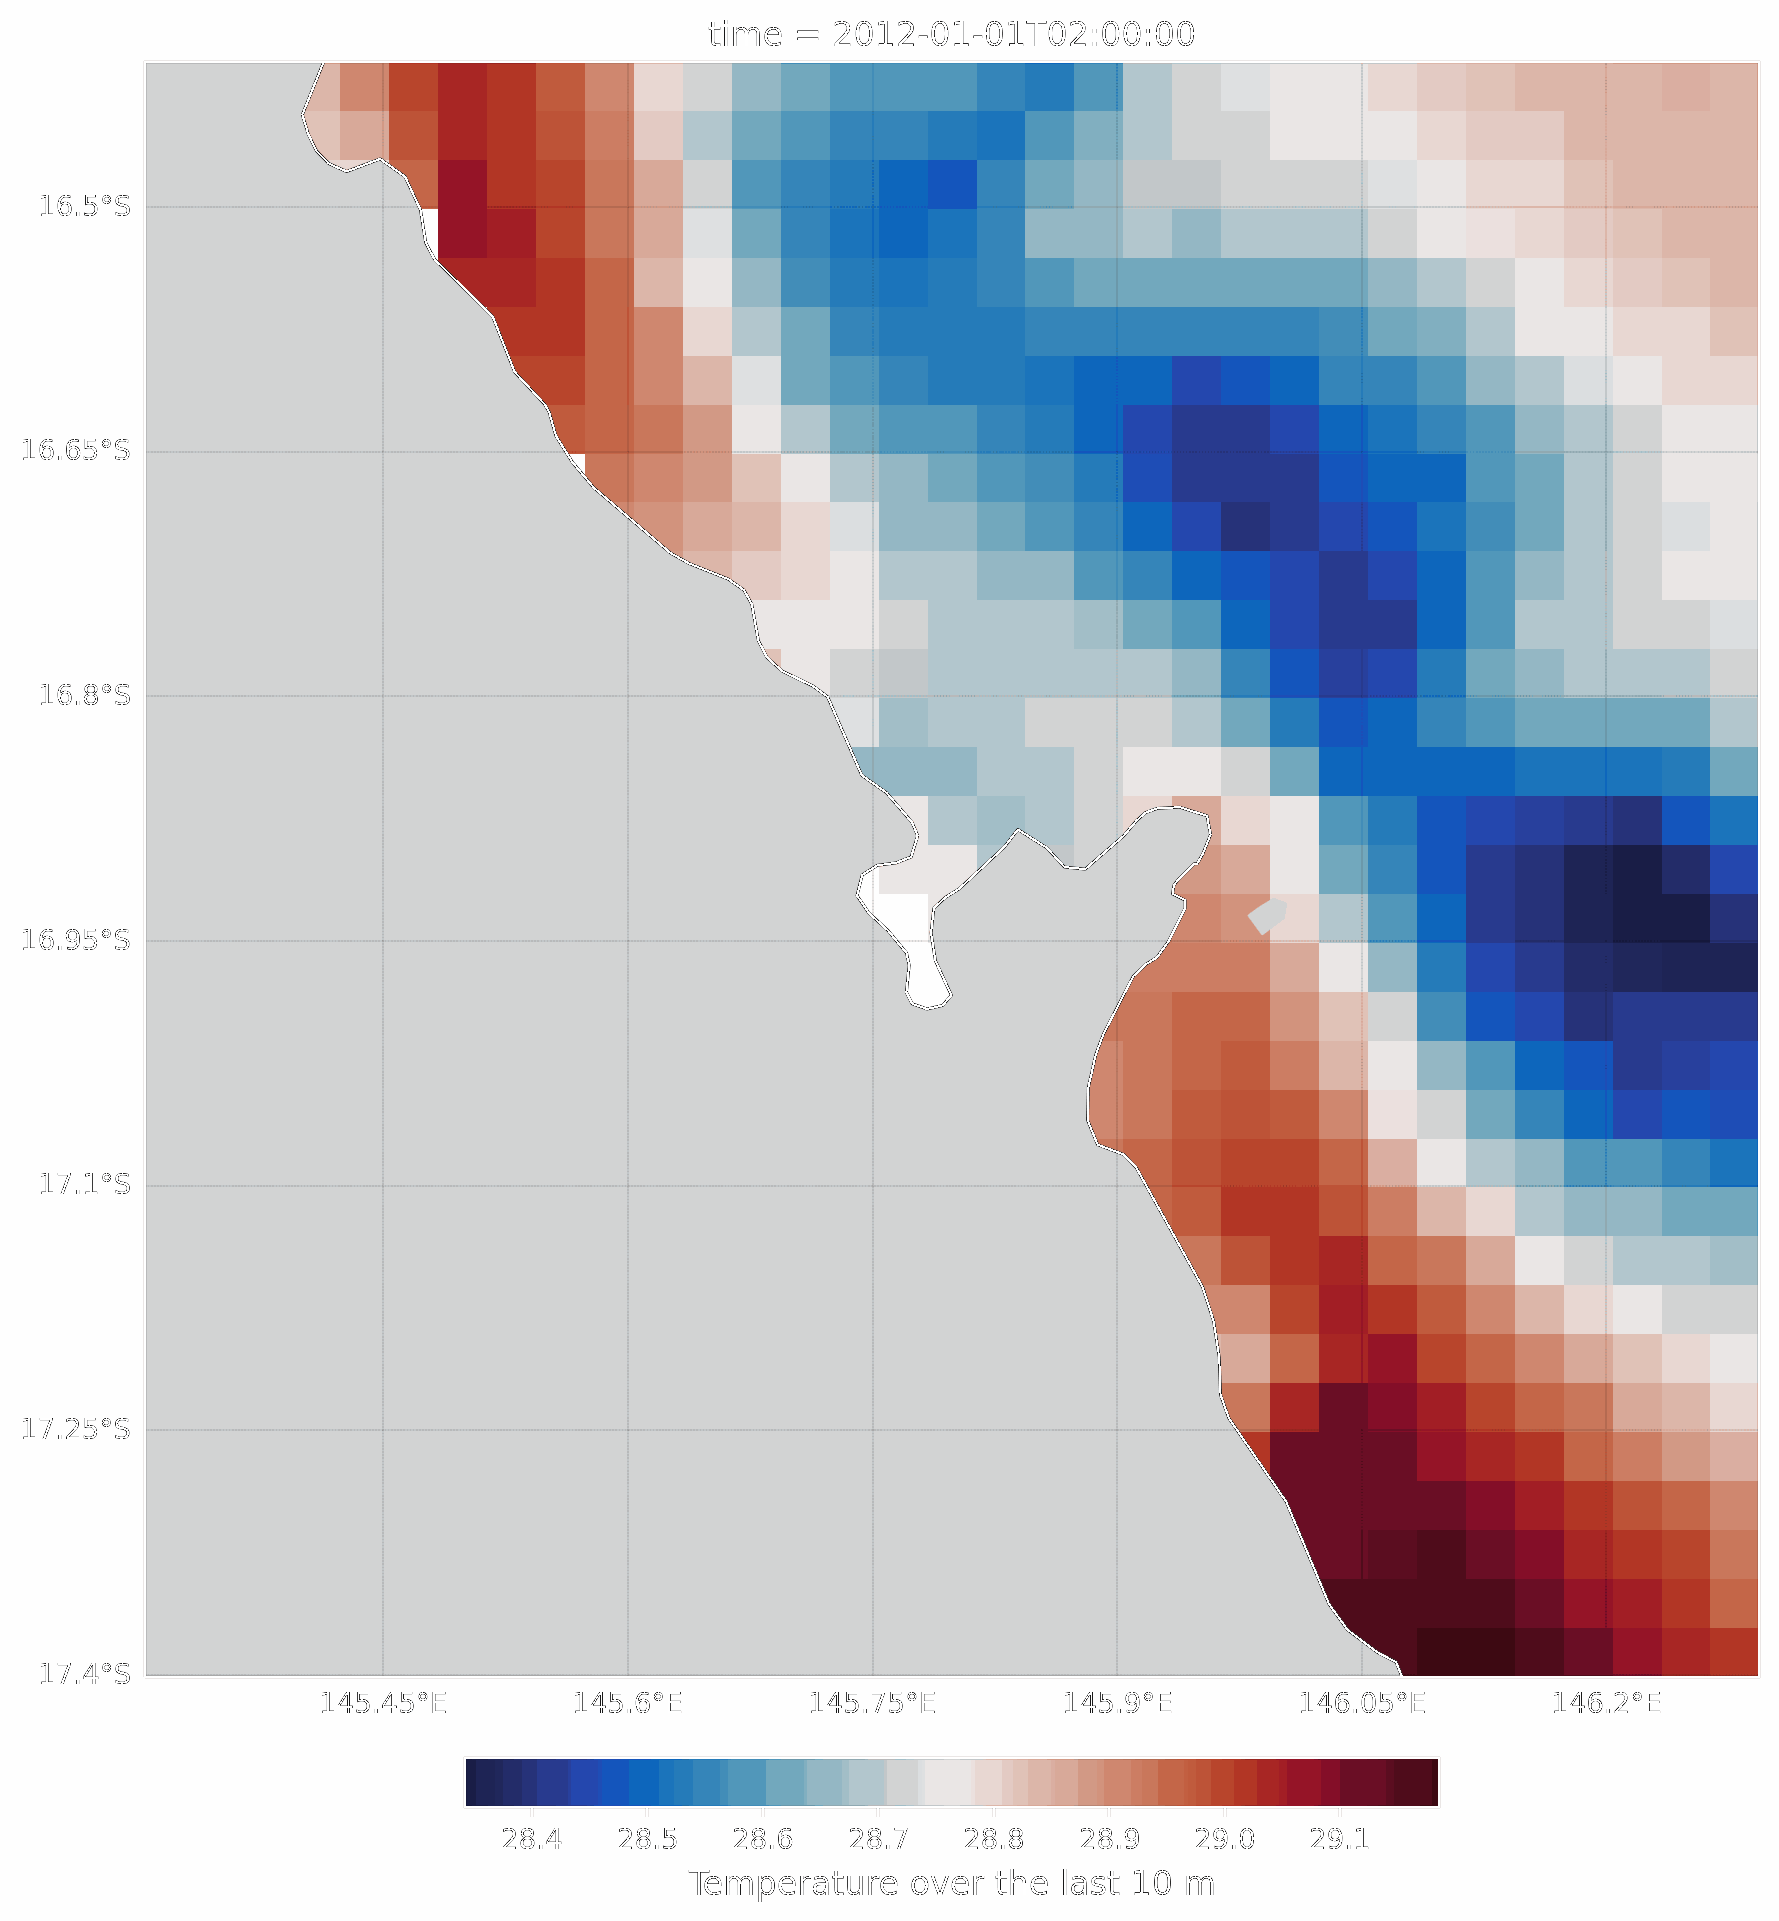 time = 2012-01-01T02:00:00
16.5°S
16.65°S
16.8°S
16.95°S
17.1°S
17.25°S
17.4°S
145.45°E 145.6°E 145.75°E 145.9°E 146.05°E 146.2°E
28.4 28.5 28.6 28.7 28.8 28.9 29.0 29.1
Temperature over the last 10 m